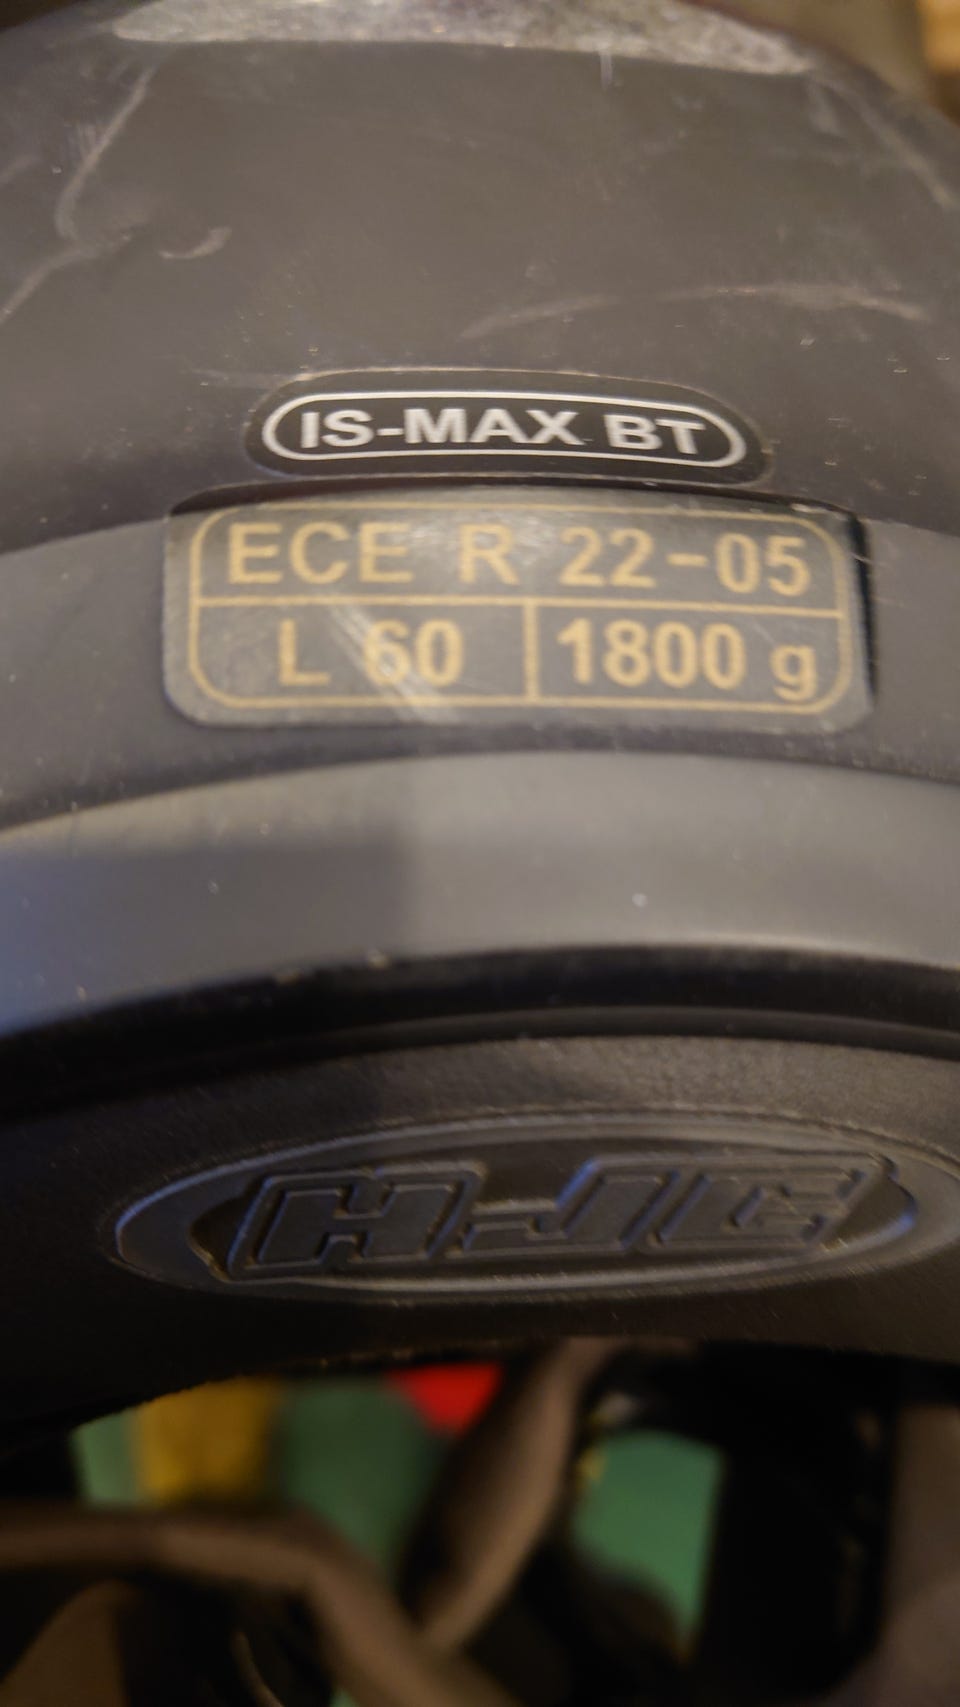 IS-MAX BT
ECE R 22-05
L 60 1800 g
HJC